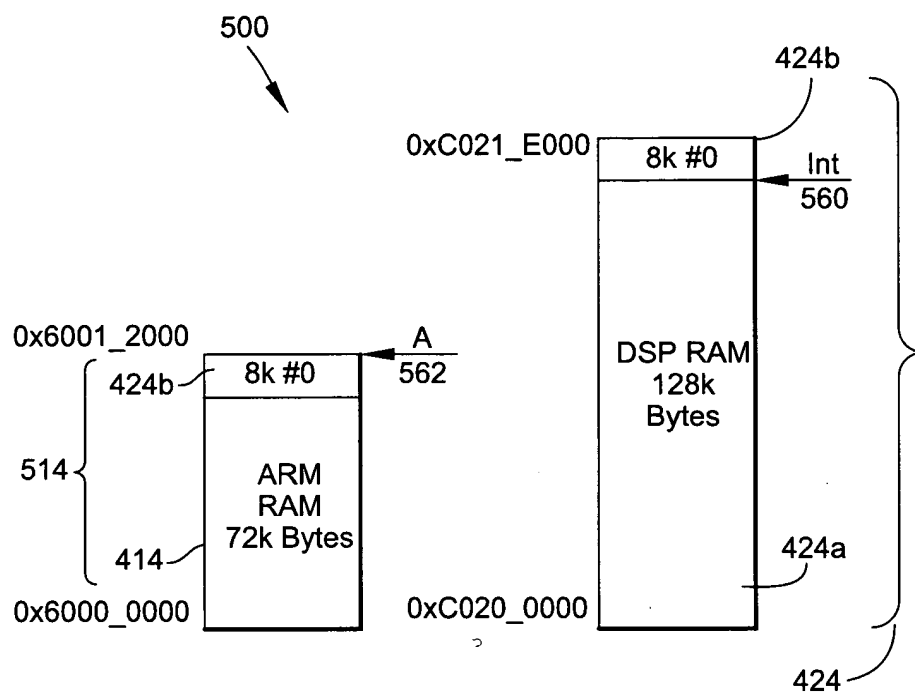 500
424b
0xC021_E000
8k #0
Int
560
0x6001_2000
A
562
424b
8k #0
DSP RAM
128k
Bytes
514
ARM
RAM
72k Bytes
414
424a
0x6000_0000
0xC020_0000
424